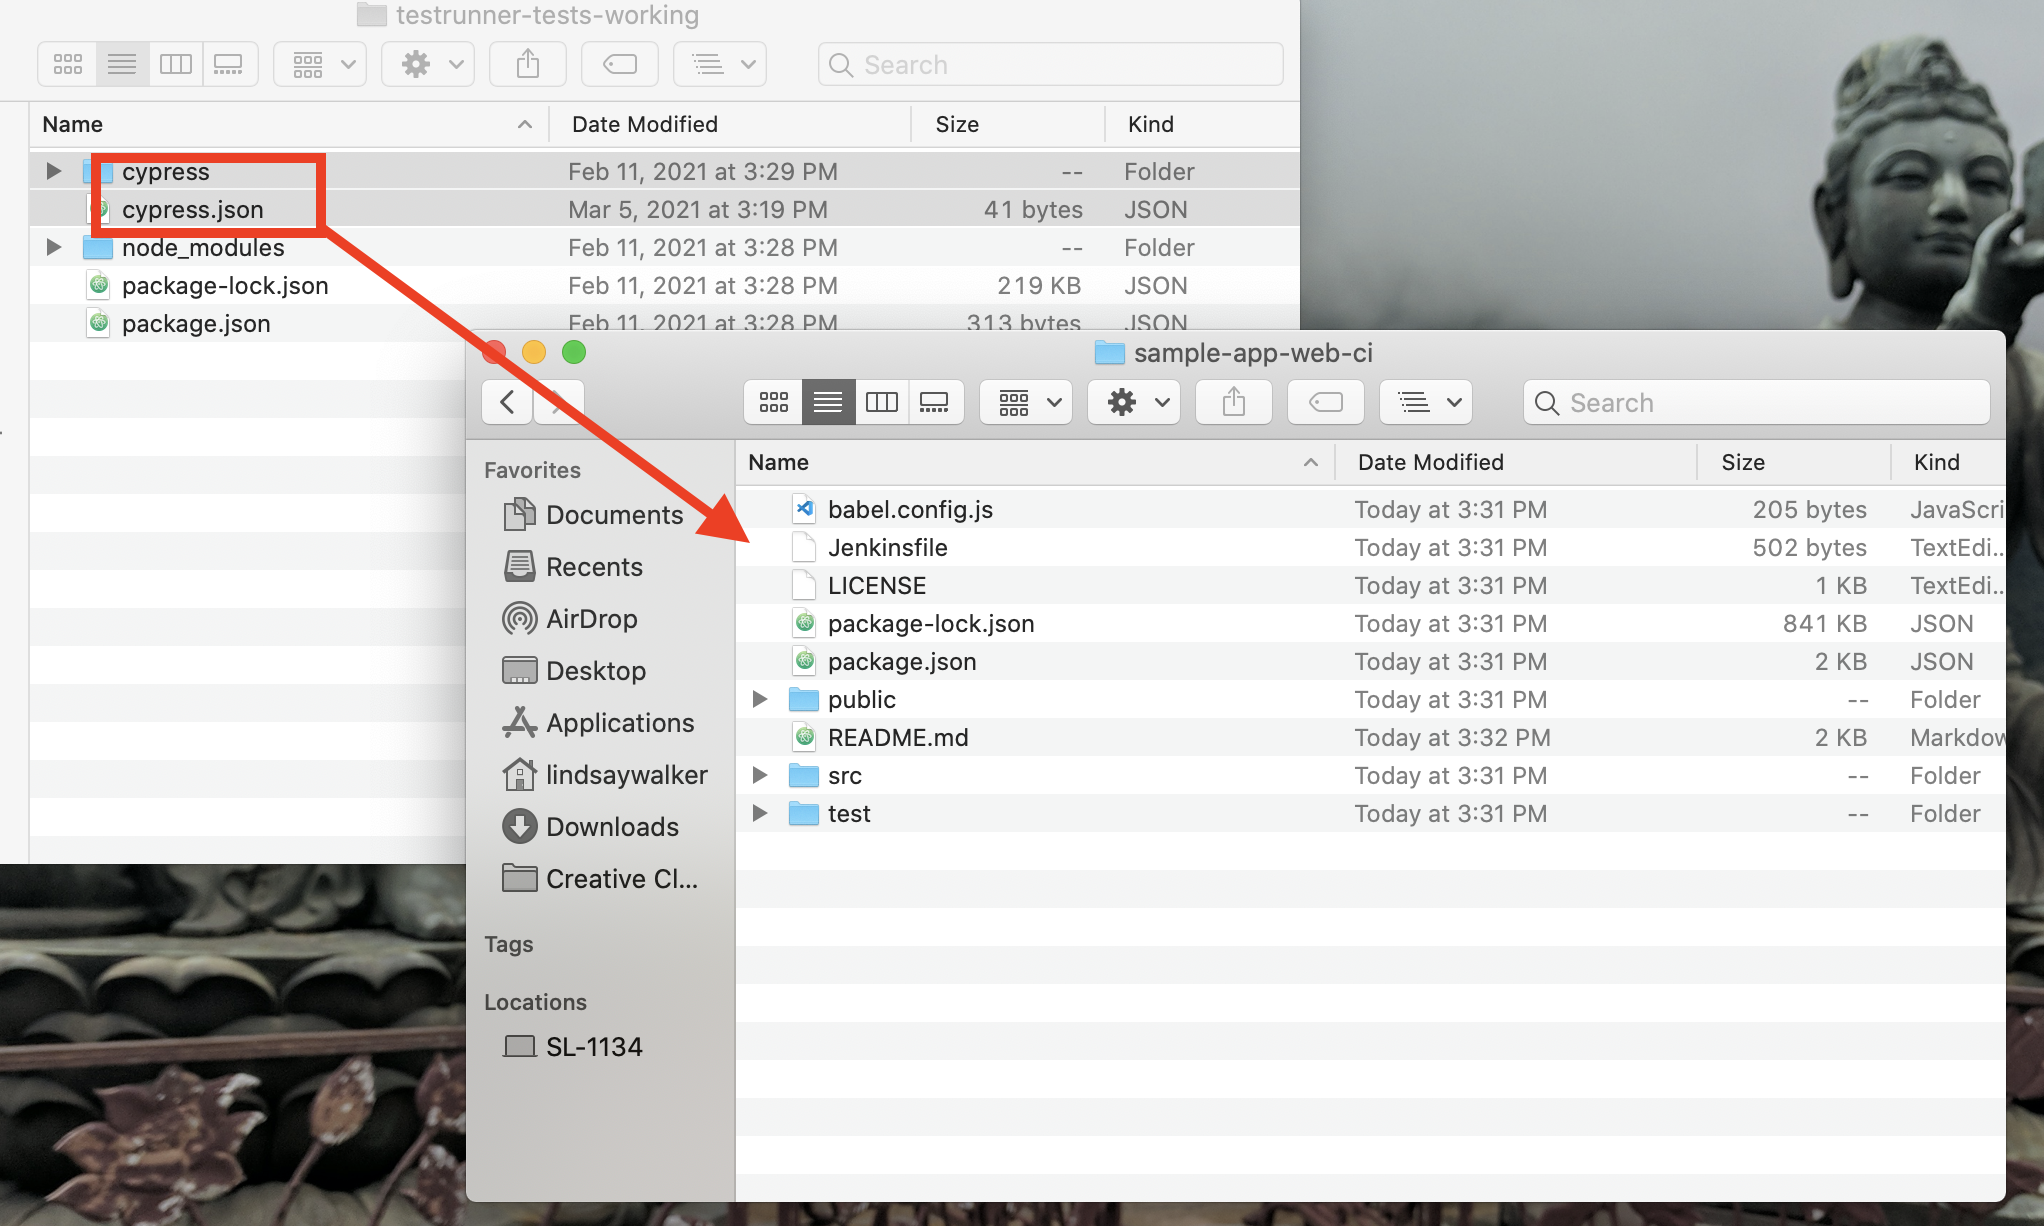 testrunner-tests-working
Search
Name Date Modified Size Kind
cypress Feb 11, 2021 at 3:29 PM -- Folder
cypress.json Mar 5, 2021 at 3:19 PM 41 bytes JSON
node_modules Feb 11, 2021 at 3:28 PM -- Folder
package-lock.json Feb 11, 2021 at 3:28 PM 219 KB JSON
package.json Feb 11, 2021 at 3:28 PM 313 bytes JSON
sample-app-web-ci
Search
Favorites
Documents
Recents
AirDrop
Desktop
Applications
lindsaywalker
Downloads
Creative Cl...
Tags
Locations
SL-1134
Name Date Modified Size Kind
babel.config.js Today at 3:31 PM 205 bytes JavaScri
Jenkinsfile Today at 3:31 PM 502 bytes TextEdi...
LICENSE Today at 3:31 PM 1 KB TextEdi...
package-lock.json Today at 3:31 PM 841 KB JSON
package.json Today at 3:31 PM 2 KB JSON
public Today at 3:31 PM -- Folder
README.md Today at 3:32 PM 2 KB Markdow
src Today at 3:31 PM -- Folder
test Today at 3:31 PM -- Folder